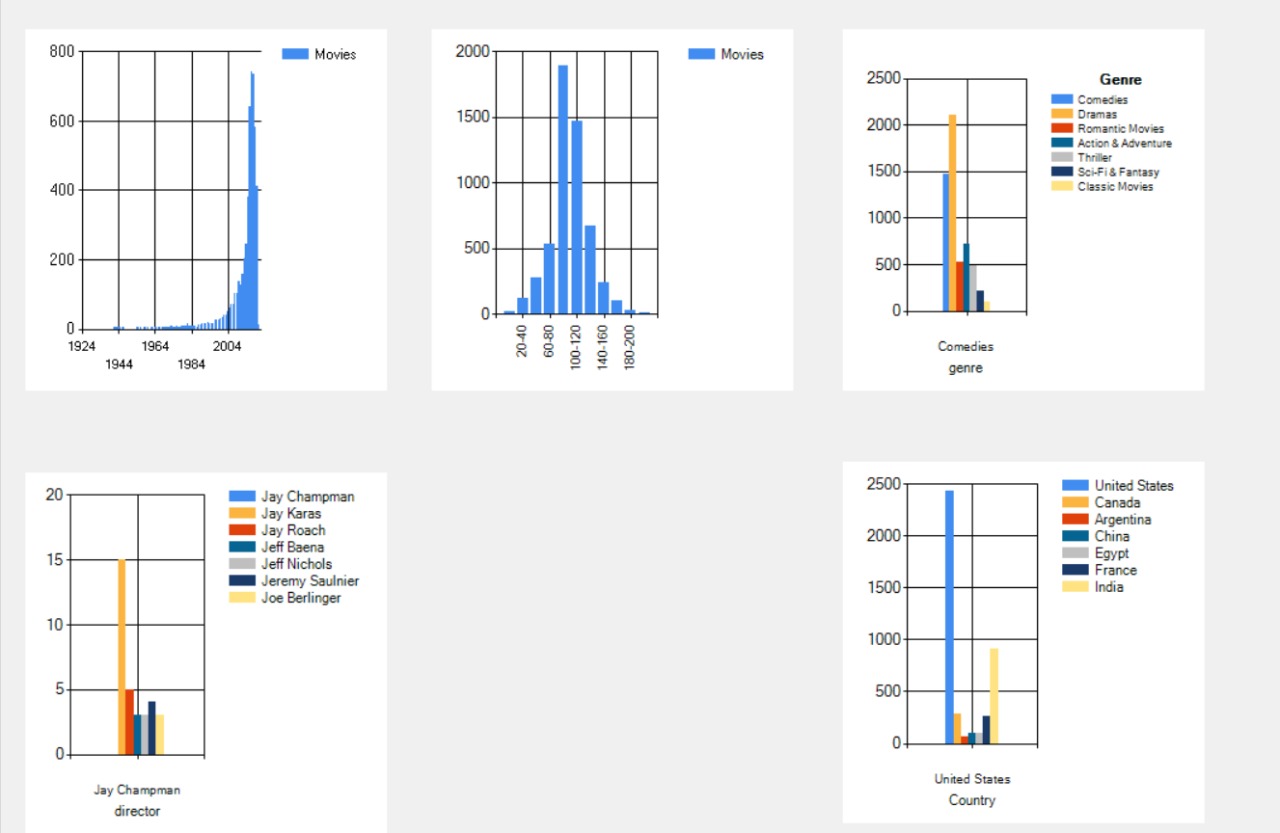 800
600
400
200
0
1924
1944
1964
1984
2004
Movies
2000
1500
1000
500
0
20-40
60-80
100-120
140-160
180-200
Movies
2500
2000
1500
1000
500
0
Comedies
genre
Genre
Comedies
Dramas
Romantic Movies
Action & Adventure
Thriller
Sci-Fi & Fantasy
Classic Movies
20
15
10
5
0
Jay Champman
director
Jay Champman
Jay Karas
Jay Roach
Jeff Baena
Jeff Nichols
Jeremy Saulnier
Joe Berlinger
2500
2000
1500
1000
500
0
United States
Country
United States
Canada
Argentina
China
Egypt
France
India